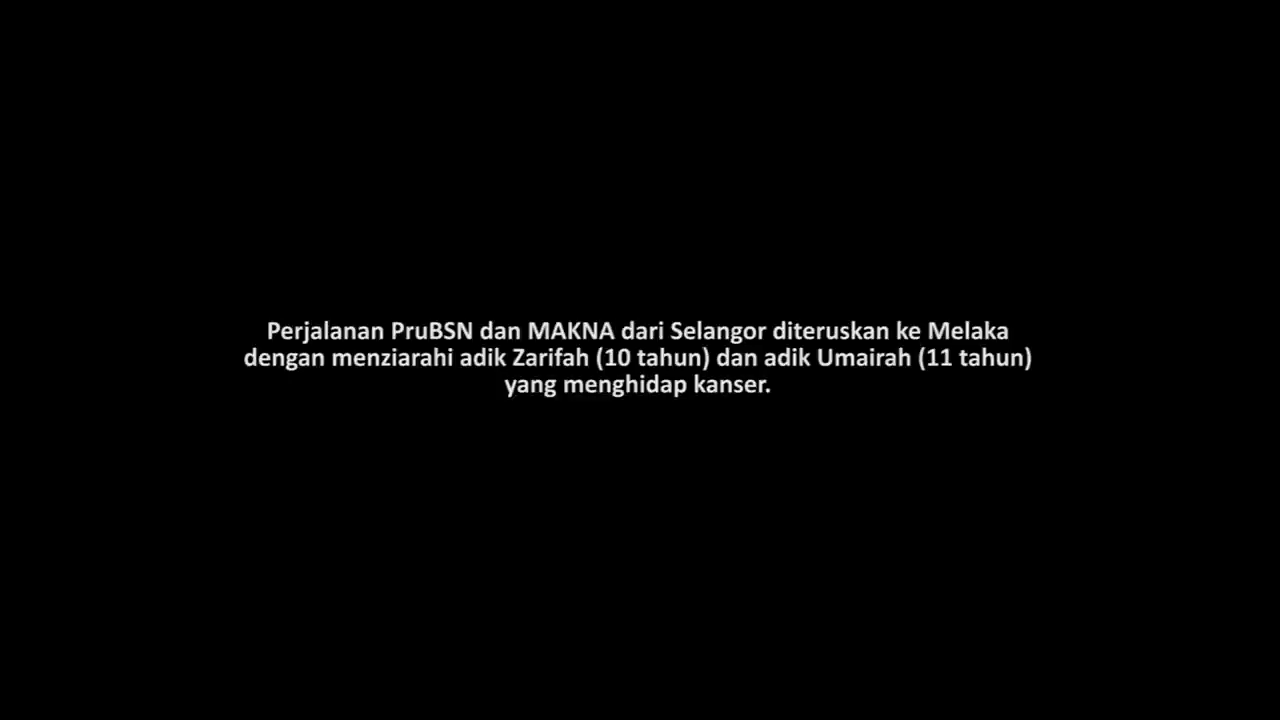 Perjalanan PruBSN dan MAKNA dari Selangor diteruskan ke Melaka
dengan menziarahi adik Zarifah (10 tahun) dan adik Umairah (11 tahun)
yang menghidap kanser.